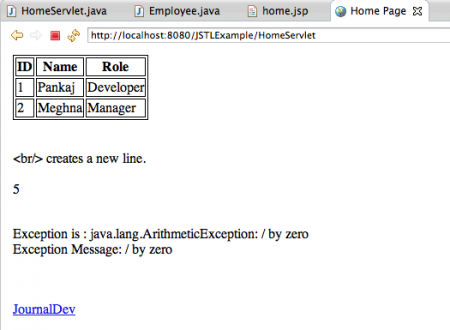 HomeServlet.java Employee.java home.jsp Home Page
http://localhost:8080/JSTLExample/HomeServlet
ID Name Role
1 Pankaj Developer
2 Meghna Manager
<br/> creates a new line.
5
Exception is : java.lang.ArithmeticException: / by zero
Exception Message: / by zero
JournalDev